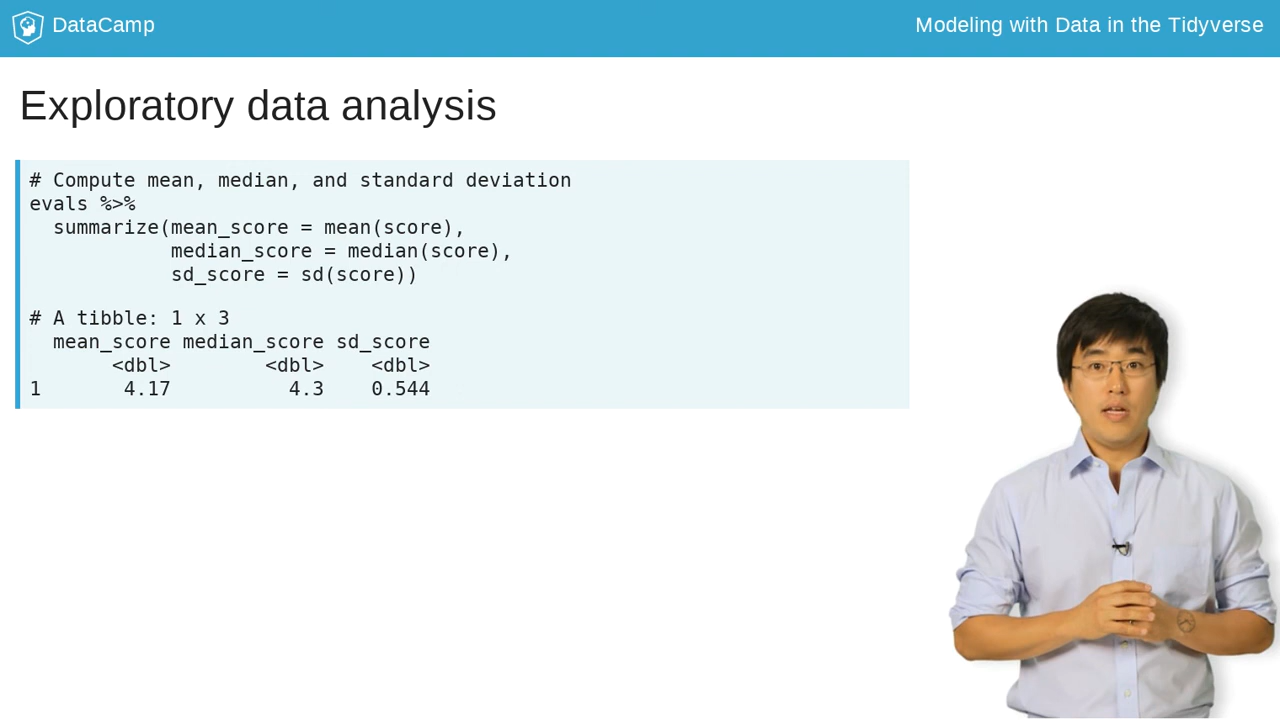 DataCamp
Modeling with Data in the Tidyverse
Exploratory data analysis
# Compute mean, median, and standard deviation
evals %>%
  summarize(mean_score = mean(score),
            median_score = median(score),
            sd_score = sd(score))
# A tibble: 1 x 3
  mean_score median_score sd_score
       <dbl>        <dbl>    <dbl>
1       4.17          4.3    0.544